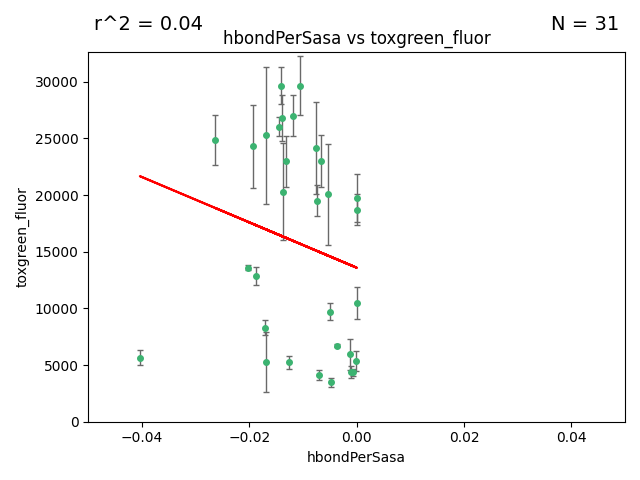 r^2 = 0.04
N = 31
hbondPerSasa vs toxgreen_fluor
toxgreen_fluor
30000
25000
20000
15000
10000
5000
0
−0.04
−0.02
0.00
0.02
0.04
hbondPerSasa